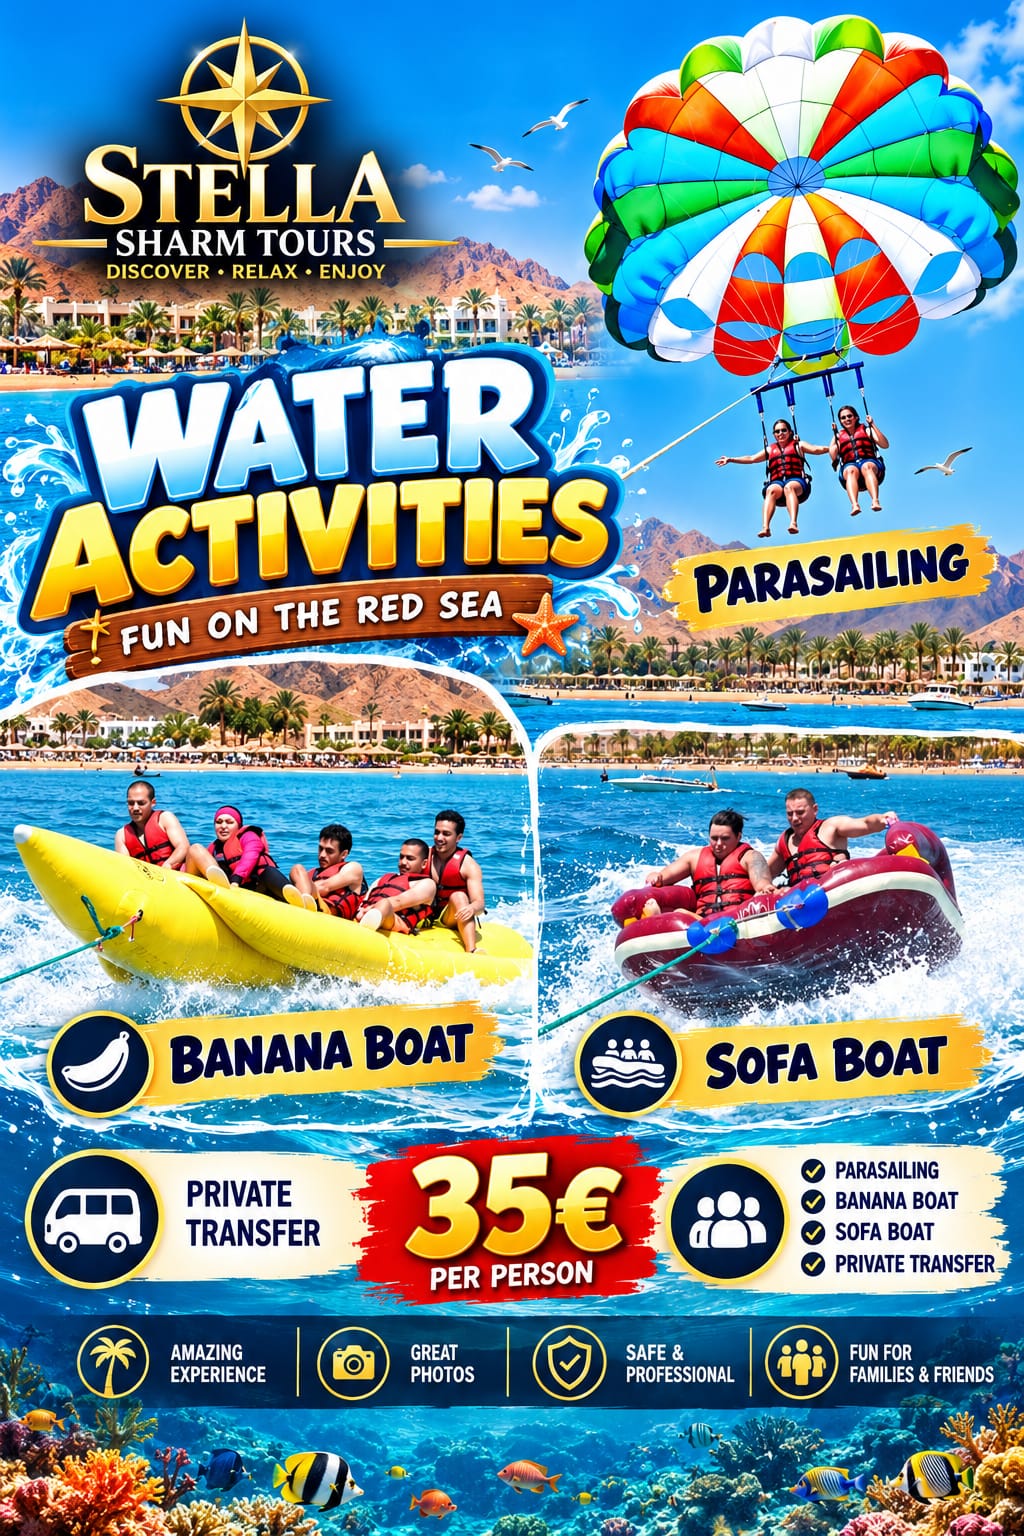 STELLA
SHARM TOURS
DISCOVER • RELAX • ENJOY
WATER
ACTIVITIES
FUN ON THE RED SEA
PARASAILING
BANANA BOAT
SOFA BOAT
PRIVATE
TRANSFER
35€
PER PERSON
PARASAILING
BANANA BOAT
SOFA BOAT
PRIVATE TRANSFER
AMAZING
EXPERIENCE
GREAT
PHOTOS
SAFE &
PROFESSIONAL
FUN FOR
FAMILIES & FRIENDS